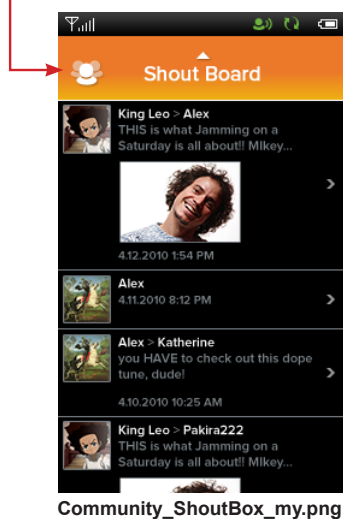 Shout Board
King Leo > Alex
THIS is what Jamming on a
Saturday is all about!! MIkey...
4.12.2010 1:54 PM
Alex
4.11.2010 8:12 PM
Alex > Katherine
you HAVE to check out this dope
tune, dude!
4.10.2010 10:25 AM
King Leo > Pakira222
THIS is what Jamming on a
Saturday is all about!! MIkey...
Community_ShoutBox_my.png